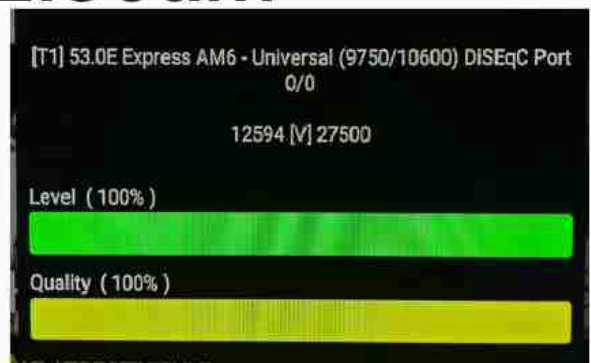 [T1] 53.0E Express AM6 - Universal (9750/10600) DiSEqC Port
0/0
12594 [V] 27500
Level ( 100% )
Quality ( 100% )